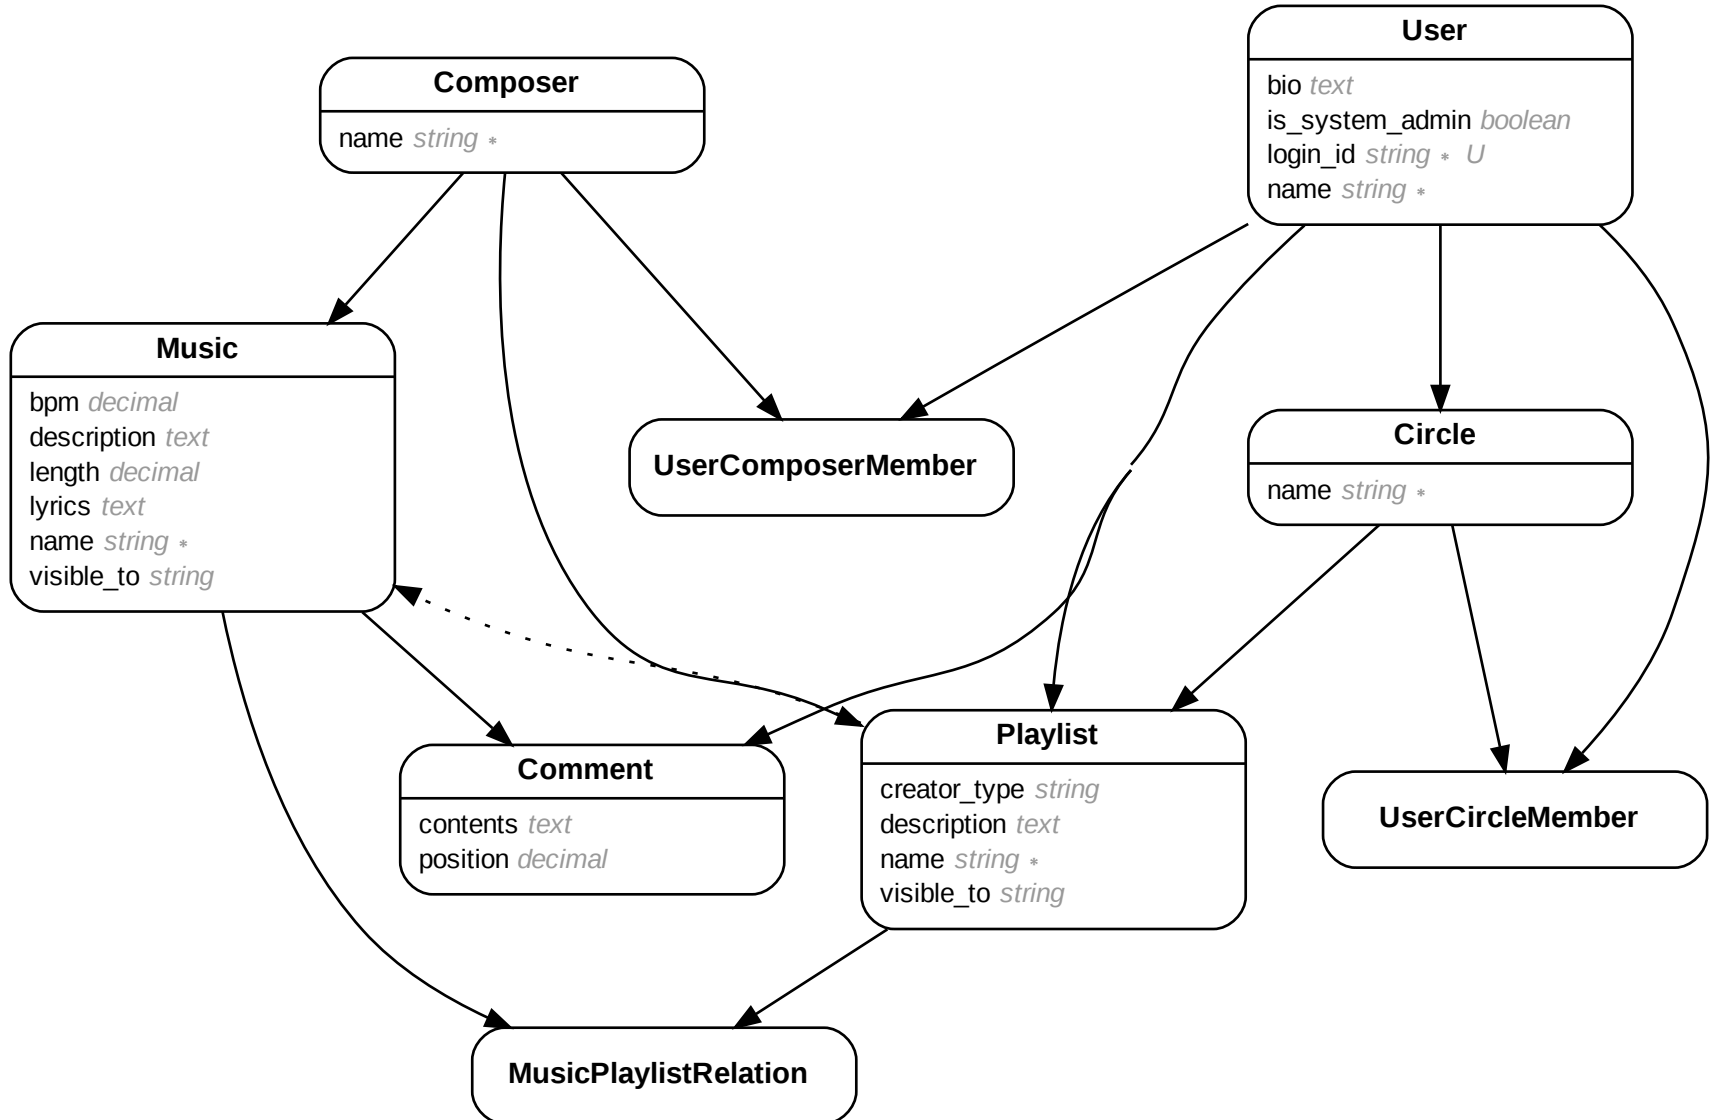 User
bio text
is_system_admin boolean
login_id string * U
name string *
Composer
name string *
Music
bpm decimal
description text
length decimal
lyrics text
name string *
visible_to string
UserComposerMember
Circle
name string *
Comment
contents text
position decimal
Playlist
creator_type string
description text
name string *
visible_to string
UserCircleMember
MusicPlaylistRelation